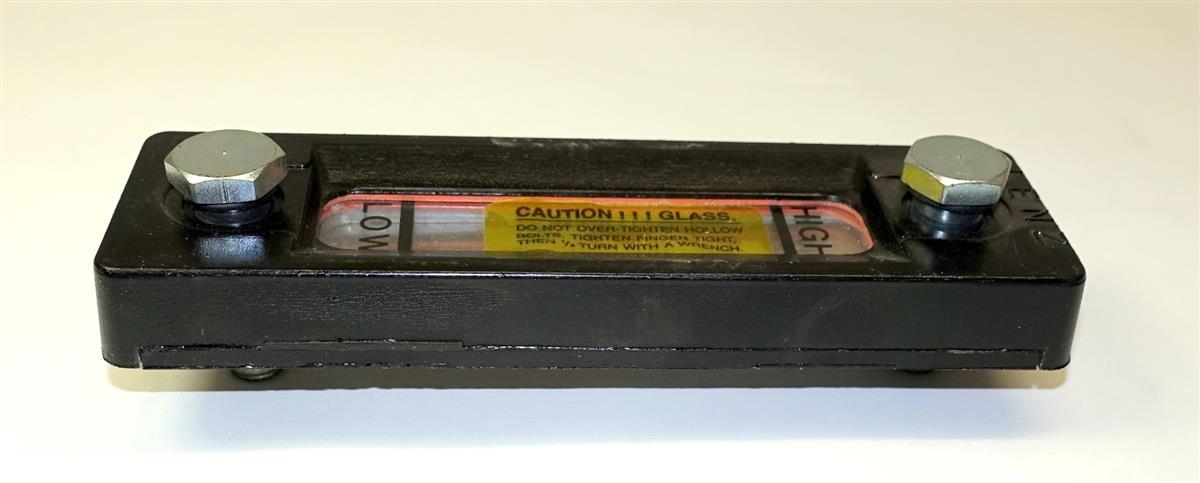 LOW
CAUTION!!! GLASS.
DO NOT OVER-TIGHTEN HOLLOW
BOLTS. TIGHTEN FINGER TIGHT,
THEN ¼ TURN WITH A WRENCH.
HIGH